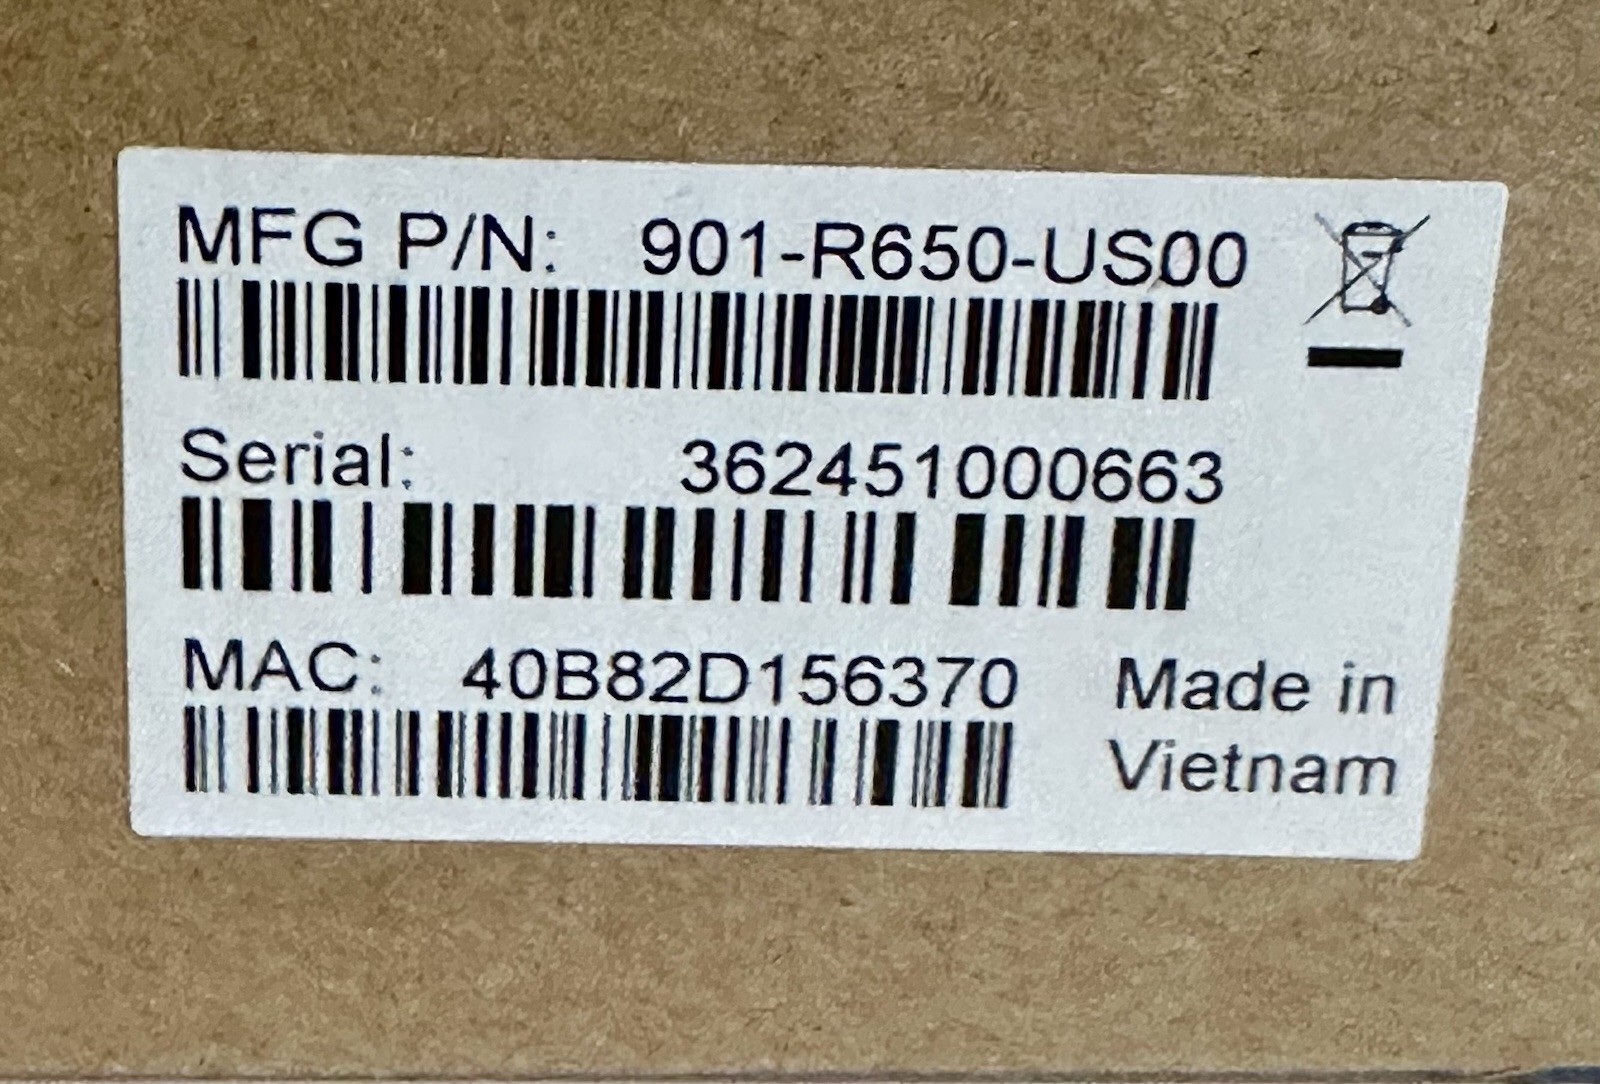 MFG P/N: 901-R650-US00
Serial: 362451000663
MAC: 40B82D156370
Made in
Vietnam